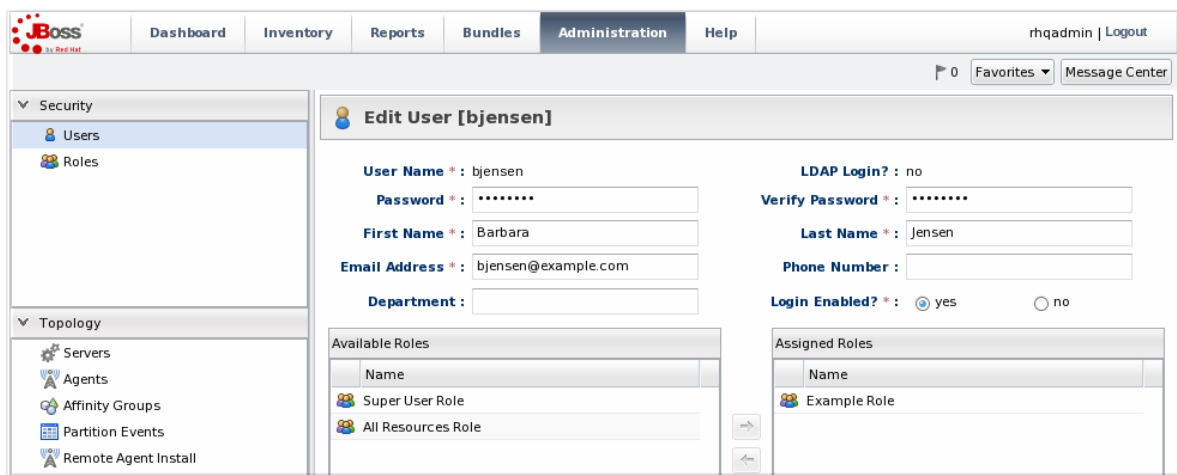 JBoss Dashboard Inventory Reports Bundles Administration Help rhqadmin | Logout
by Red Hat
0 Favorites Message Center
Security
Users
Roles
Edit User [bjensen]
User Name * : bjensen LDAP Login? : no
Password * : •••••••• Verify Password * : ••••••••
First Name * : Barbara Last Name * : Jensen
Email Address * : bjensen@example.com Phone Number :
Department : Login Enabled? * : yes no
Topology
Servers
Agents
Affinity Groups
Partition Events
Remote Agent Install
Available Roles
Name
Super User Role
All Resources Role
Assigned Roles
Name
Example Role